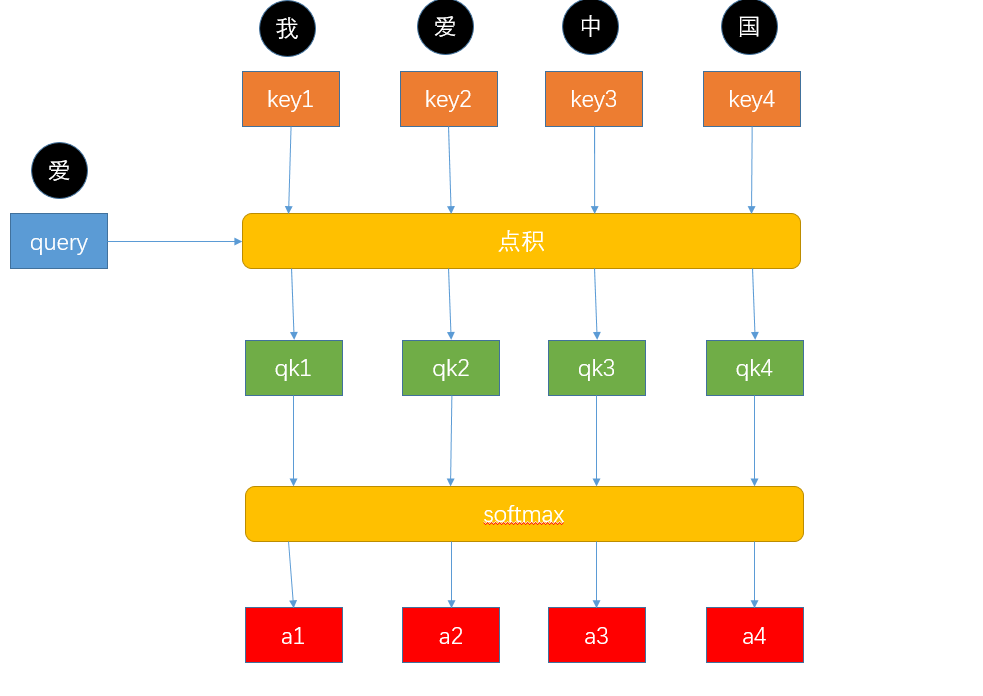 我 爱 中 国
key1 key2 key3 key4
爱
query
点积
qk1 qk2 qk3 qk4
softmax
a1 a2 a3 a4